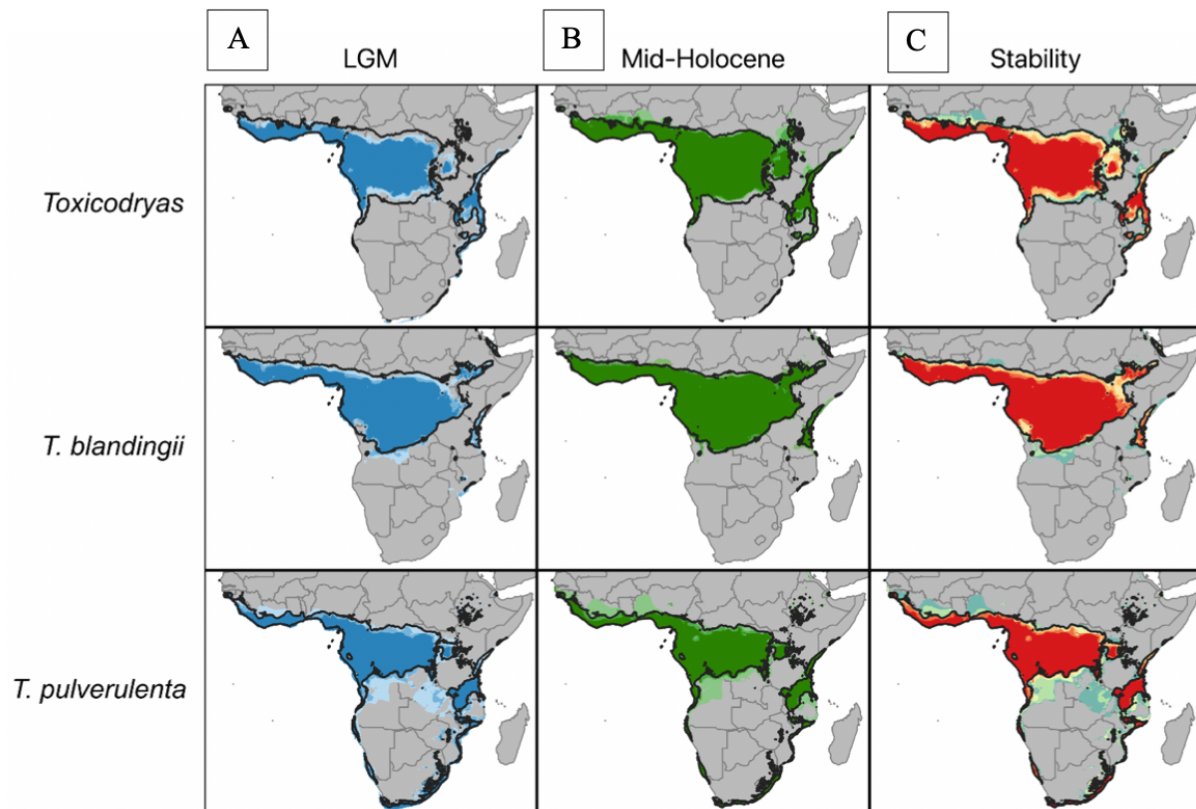 A
LGM
B
Mid-Holocene
C
Stability
Toxicodryas
T. blandingii
T. pulverulenta